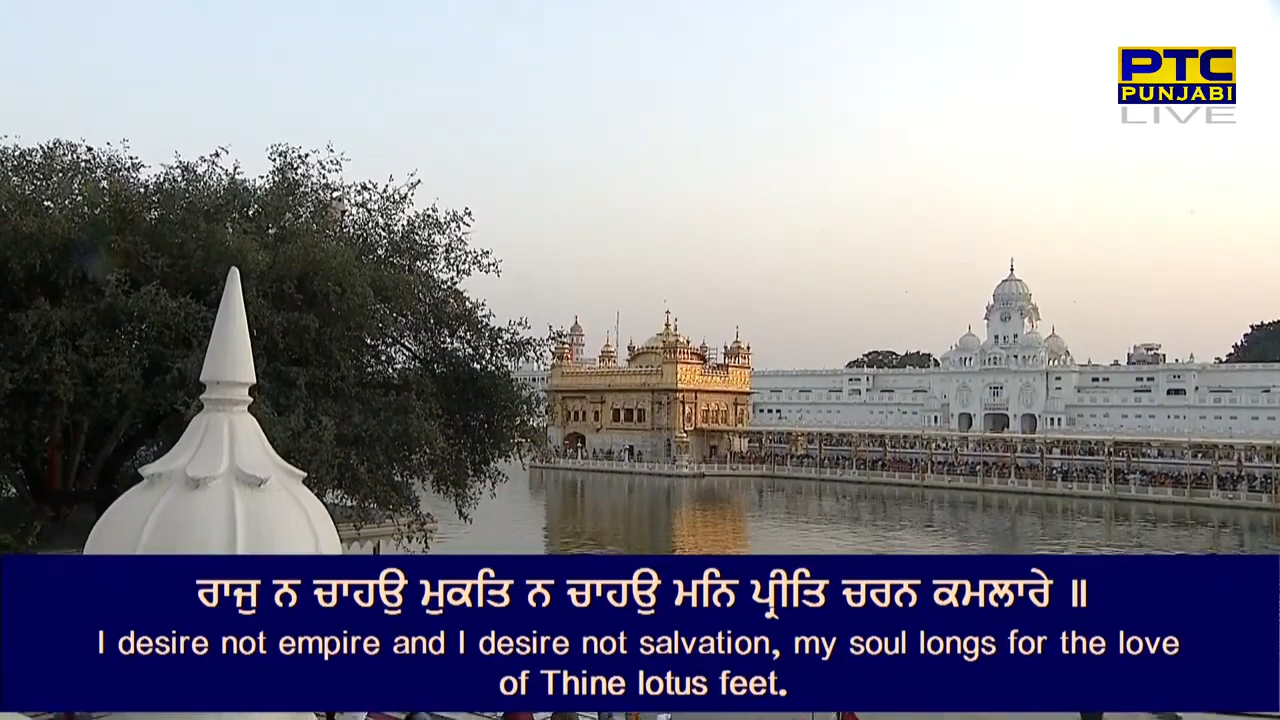 PTC
PUNJABI
LIVE
ਰਾਜੁ ਨ ਚਾਹਉ ਮੁਕਤਿ ਨ ਚਾਹਉ ਮਨਿ ਪ੍ਰੀਤਿ ਚਰਨ ਕਮਲਾਰੇ ॥
I desire not empire and I desire not salvation, my soul longs for the love
of Thine lotus feet.